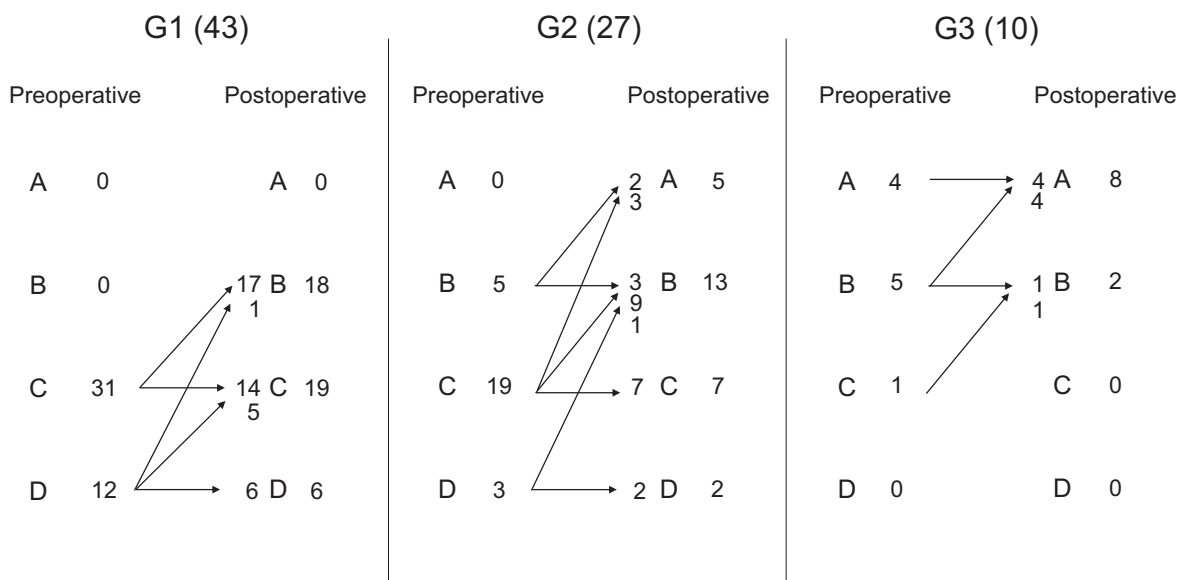 G1 (43) G2 (27) G3 (10)
Preoperative Postoperative Preoperative Postoperative Preoperative Postoperative
A 0 A 0 A 0 2 A 5 A 4 4 A 8
3 4
B 0 17 B 18 B 5 3 B 13 B 5 1 B 2
1 9 1
1
C 31 14 C 19 C 19 7 C 7 C 1 C 0
5
D 12 6 D 6 D 3 2 D 2 D 0 D 0